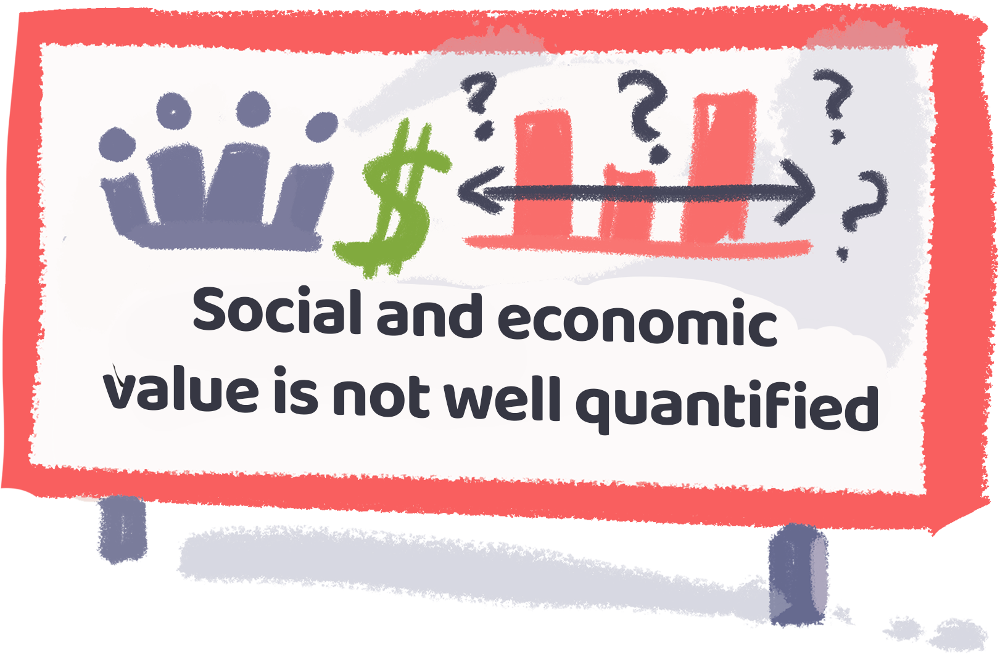 ? ? ?
$ ?
Social and economic
value is not well quantified